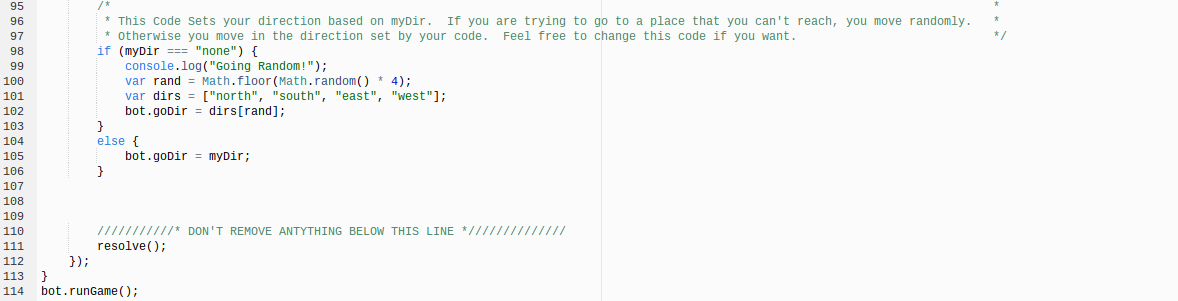 95 /* *
96 * This Code Sets your direction based on myDir.  If you are trying to go to a place that you can't reach, you move randomly. *
97 * Otherwise you move in the direction set by your code.  Feel free to change this code if you want. */
98 if (myDir === "none") {
99 console.log("Going Random!");
100 var rand = Math.floor(Math.random() * 4);
101 var dirs = ["north", "south", "east", "west"];
102 bot.goDir = dirs[rand];
103 }
104 else {
105 bot.goDir = myDir;
106 }
107
108
109
110 ///////////* DON'T REMOVE ANTYTHING BELOW THIS LINE *//////////////
111 resolve();
112 });
113 }
114 bot.runGame();